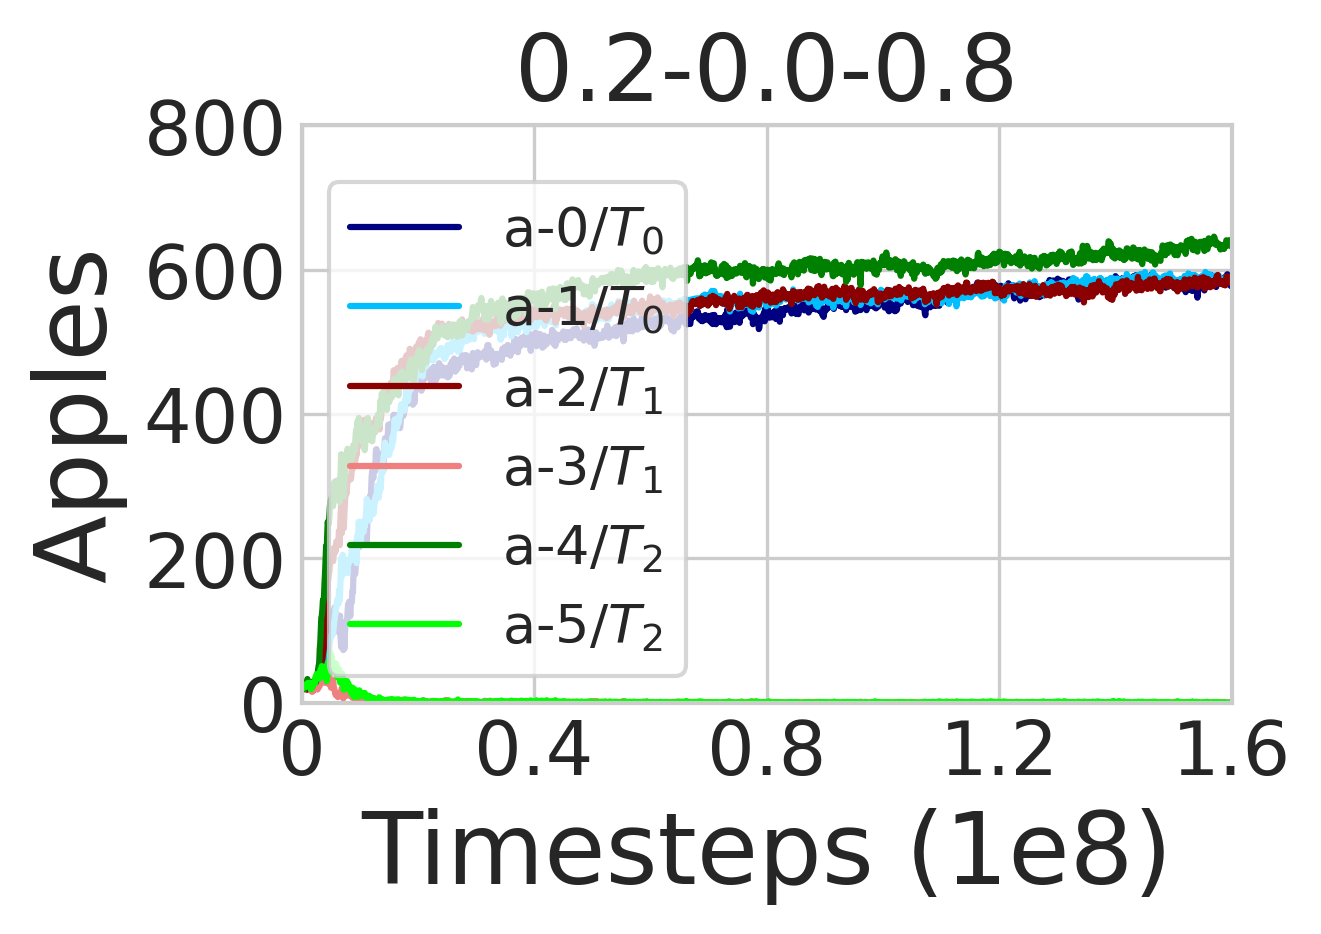 0.2-0.0-0.8
800
600
400
200
0
Apples
a-0/T₀
a-1/T₀
a-2/T₁
a-3/T₁
a-4/T₂
a-5/T₂
0 0.4 0.8 1.2 1.6
Timesteps (1e8)